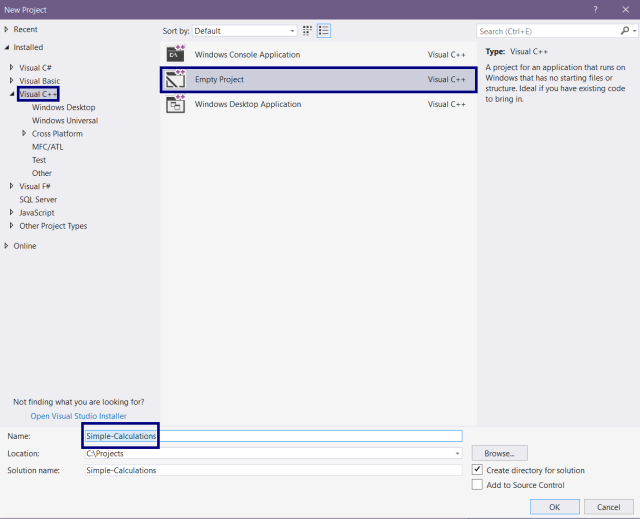 New Project
Recent
Sort by: Default
Search (Ctrl+E)
Installed
Visual C#
Visual Basic
Visual C++
Windows Desktop
Windows Universal
Cross Platform
MFC/ATL
Test
Other
Visual F#
SQL Server
JavaScript
Other Project Types
Online
Windows Console Application Visual C++
Empty Project Visual C++
Windows Desktop Application Visual C++
Type: Visual C++
A project for an application that runs on
Windows that has no starting files or
structure. Ideal if you have existing code
to bring in.
Not finding what you are looking for?
Open Visual Studio Installer
Name: Simple-Calculations
Location: C:\Projects
Browse...
Solution name: Simple-Calculations
Create directory for solution
Add to Source Control
OK
Cancel